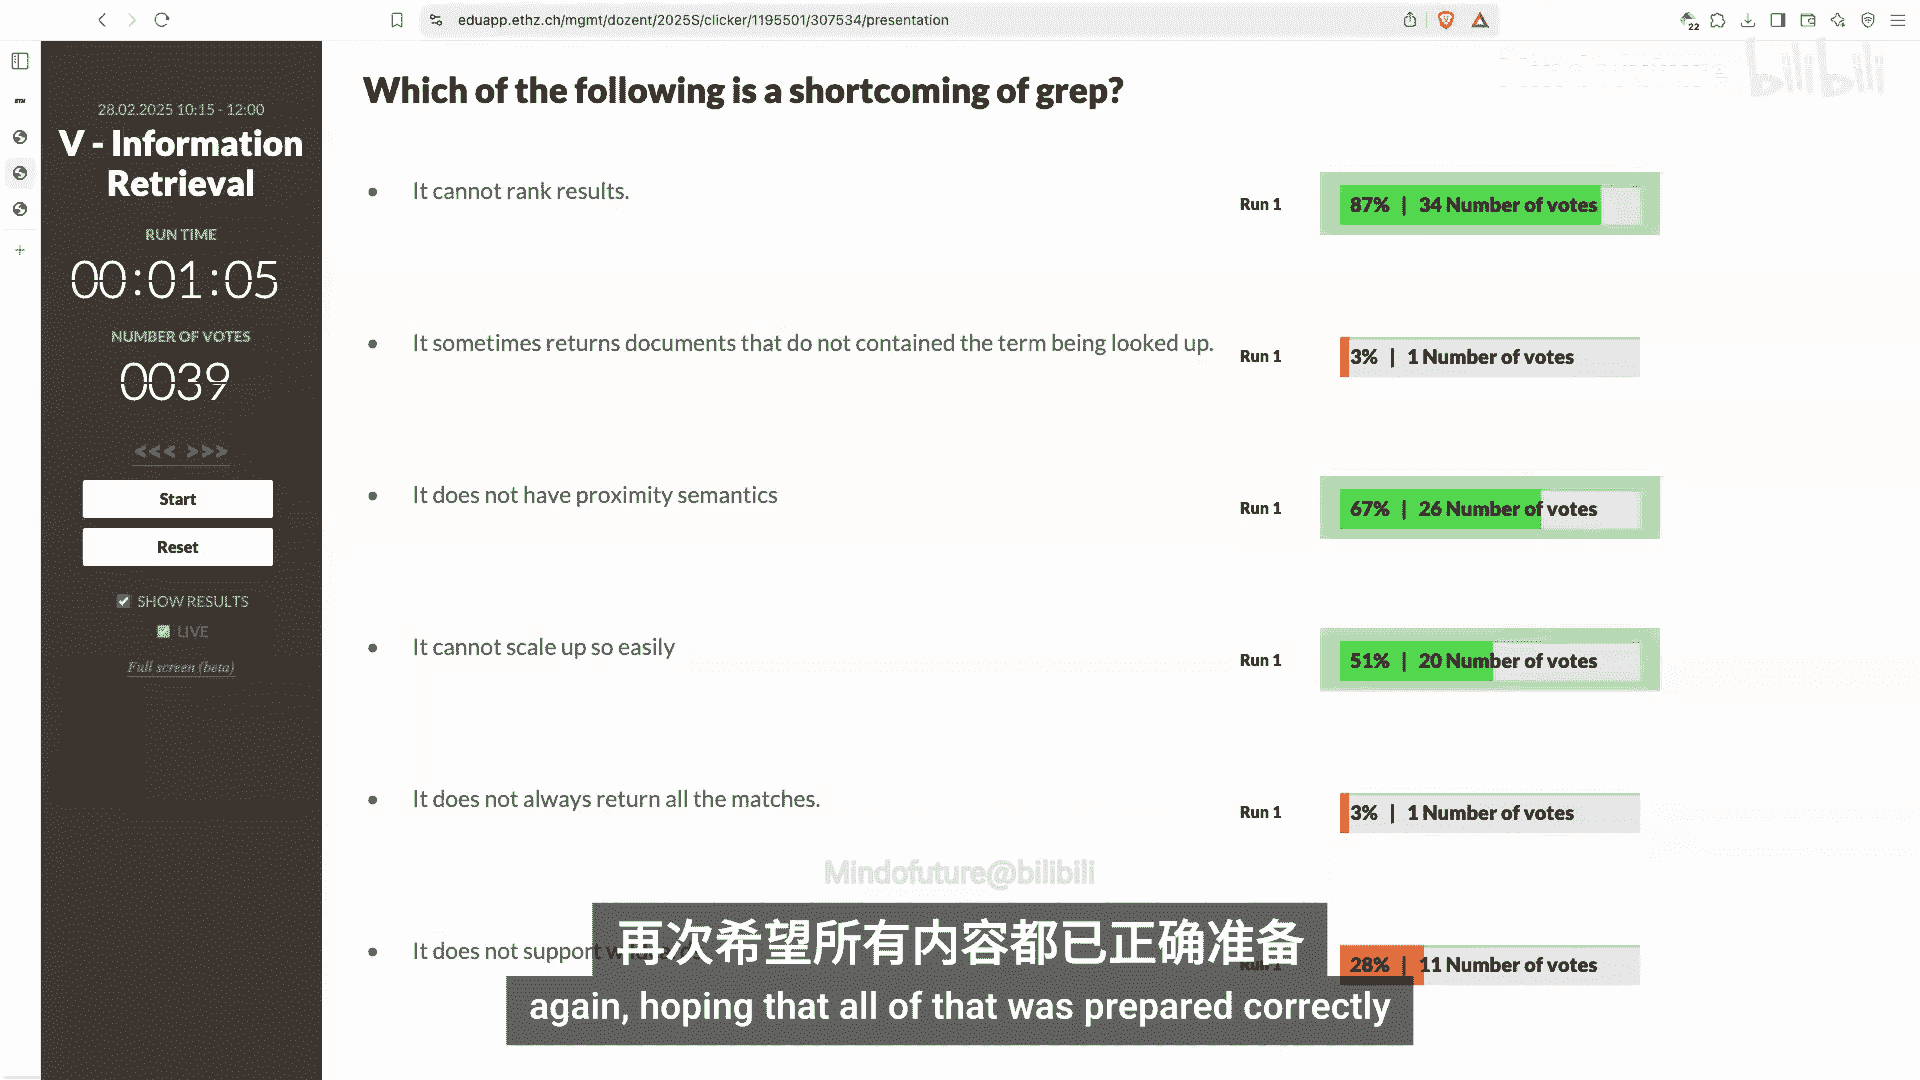 eduapp.ethz.ch/mgmt/dozent/2025S/clicker/1195501/307534/presentation
22
bilibili
28.02.2025 10:15 - 12:00
V - Information
Retrieval
RUN TIME
00:01:05
NUMBER OF VOTES
0039
<<< >>>
Start
Reset
SHOW RESULTS
LIVE
Full screen (beta)
Which of the following is a shortcoming of grep?
It cannot rank results.
Run 1
87% | 34 Number of votes
It sometimes returns documents that do not contained the term being looked up.
Run 1
3% | 1 Number of votes
It does not have proximity semantics
Run 1
67% | 26 Number of votes
It cannot scale up so easily
Run 1
51% | 20 Number of votes
It does not always return all the matches.
Run 1
3% | 1 Number of votes
Mindofuture@bilibili
It does not support
Run 1
28% | 11 Number of votes
再次希望所有内容都已正确准备
again, hoping that all of that was prepared correctly